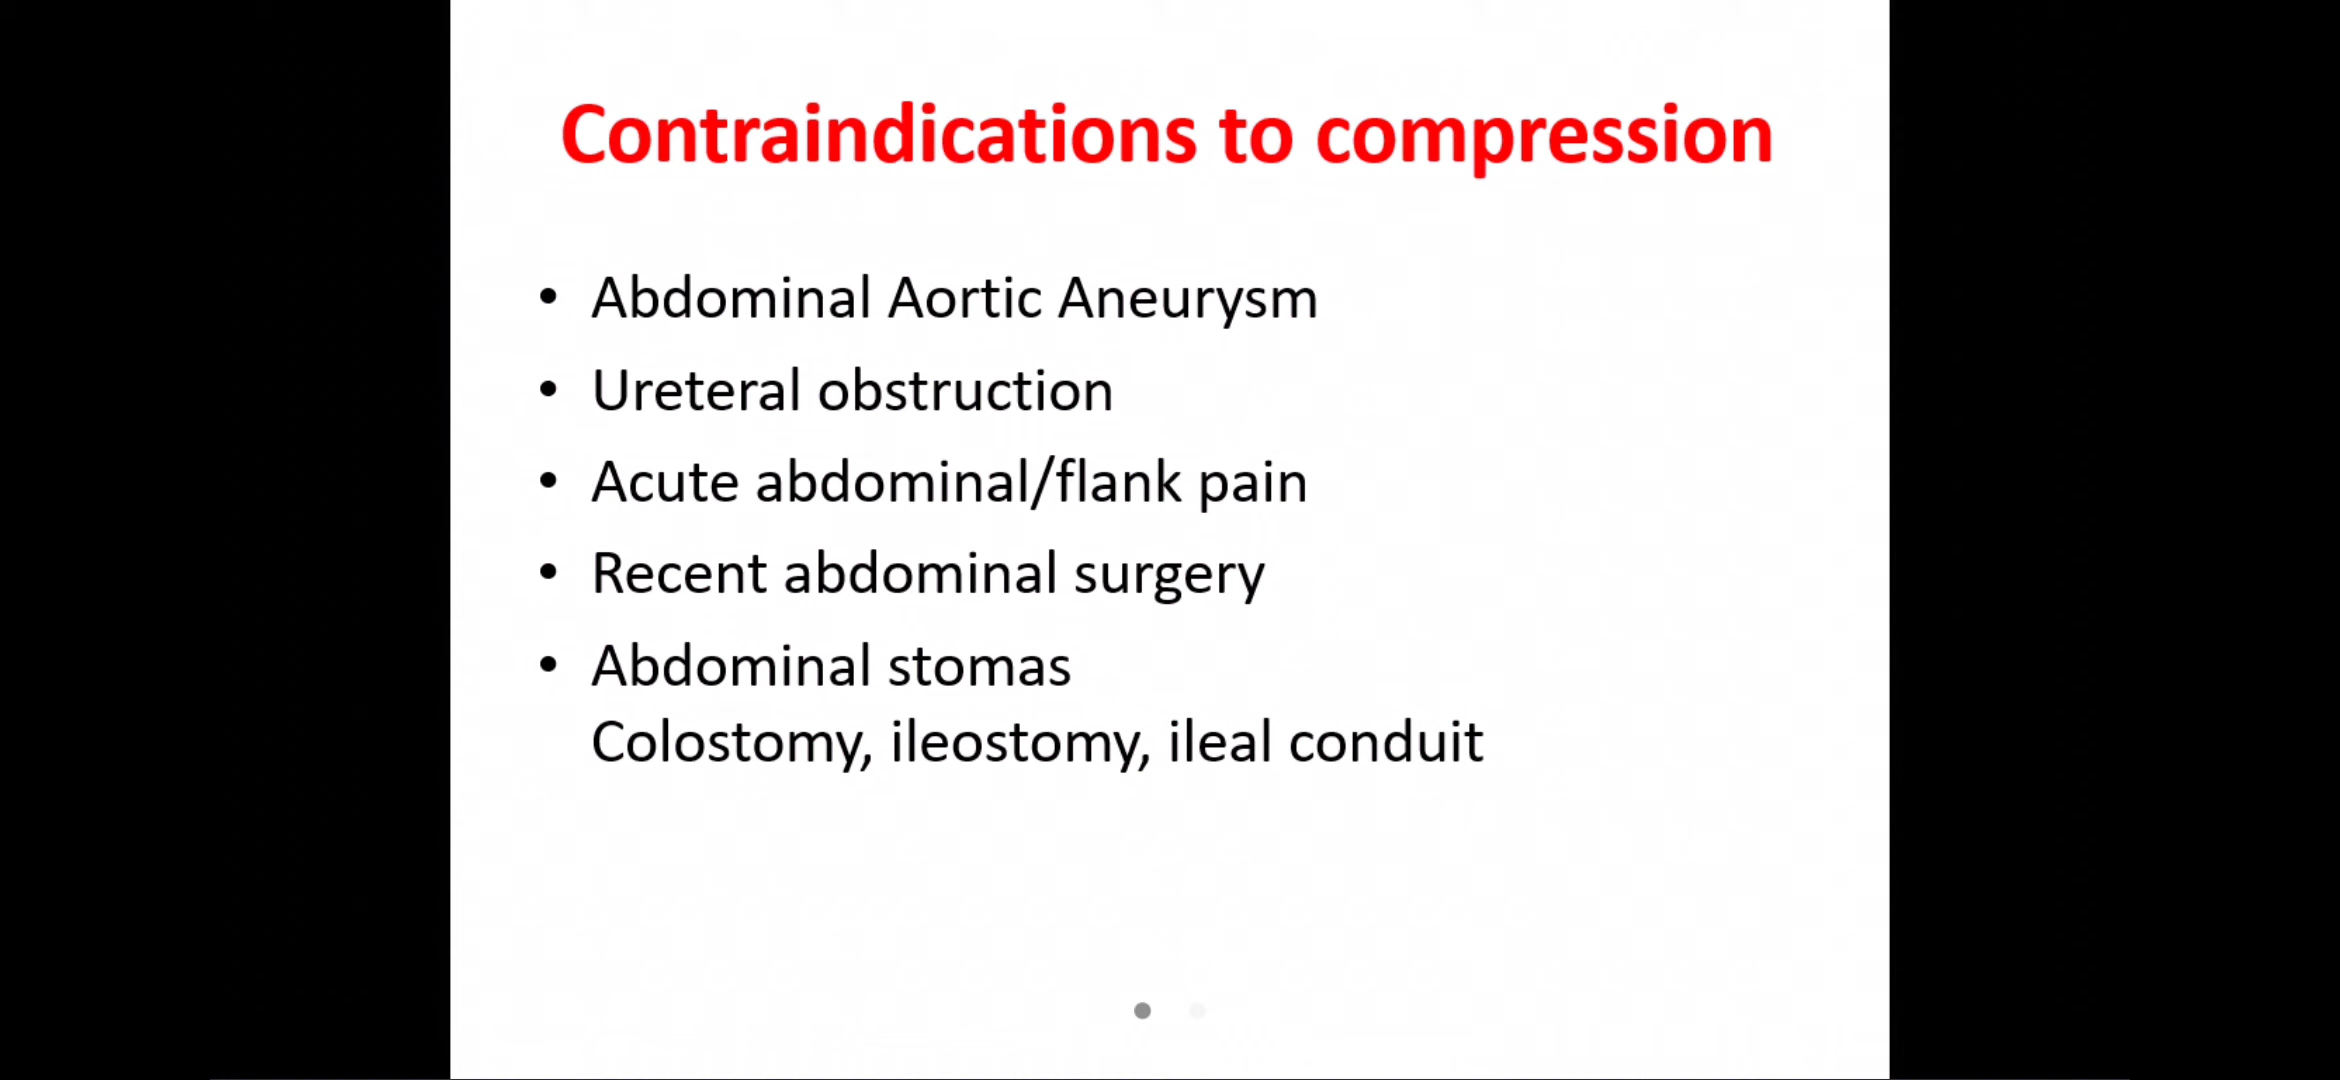 Contraindications to compression
• Abdominal Aortic Aneurysm
• Ureteral obstruction
• Acute abdominal/flank pain
• Recent abdominal surgery
• Abdominal stomas
Colostomy, ileostomy, ileal conduit